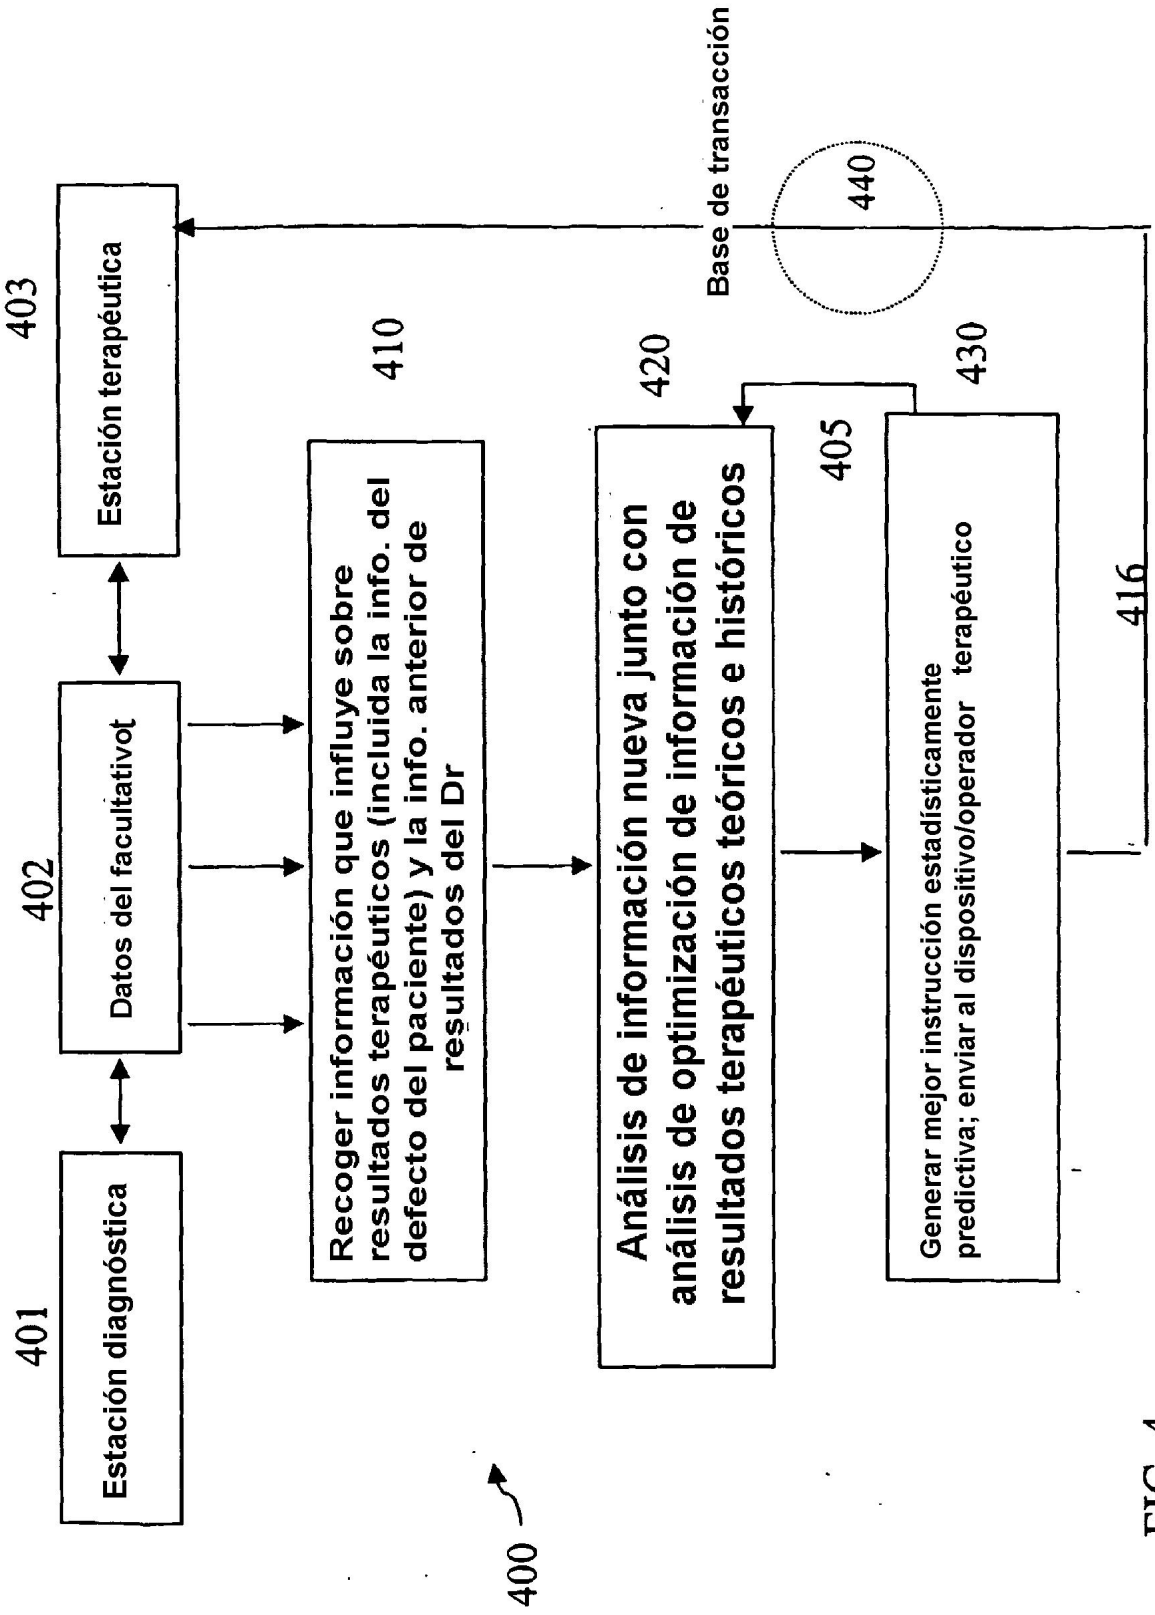 401
402
403
Estación diagnóstica
Datos del facultativot
Estación terapéutica
Recoger información que influye sobre
resultados terapéuticos (incluida la info. del
defecto del paciente) y la info. anterior de
resultados del Dr
410
400
Análisis de información nueva junto con
análisis de optimización de información de
resultados terapéuticos teóricos e históricos
420
Base de transacción
440
405
Generar mejor instrucción estadísticamente
predictiva; enviar al dispositivo/operador terapéutico
430
416
FIG. 4